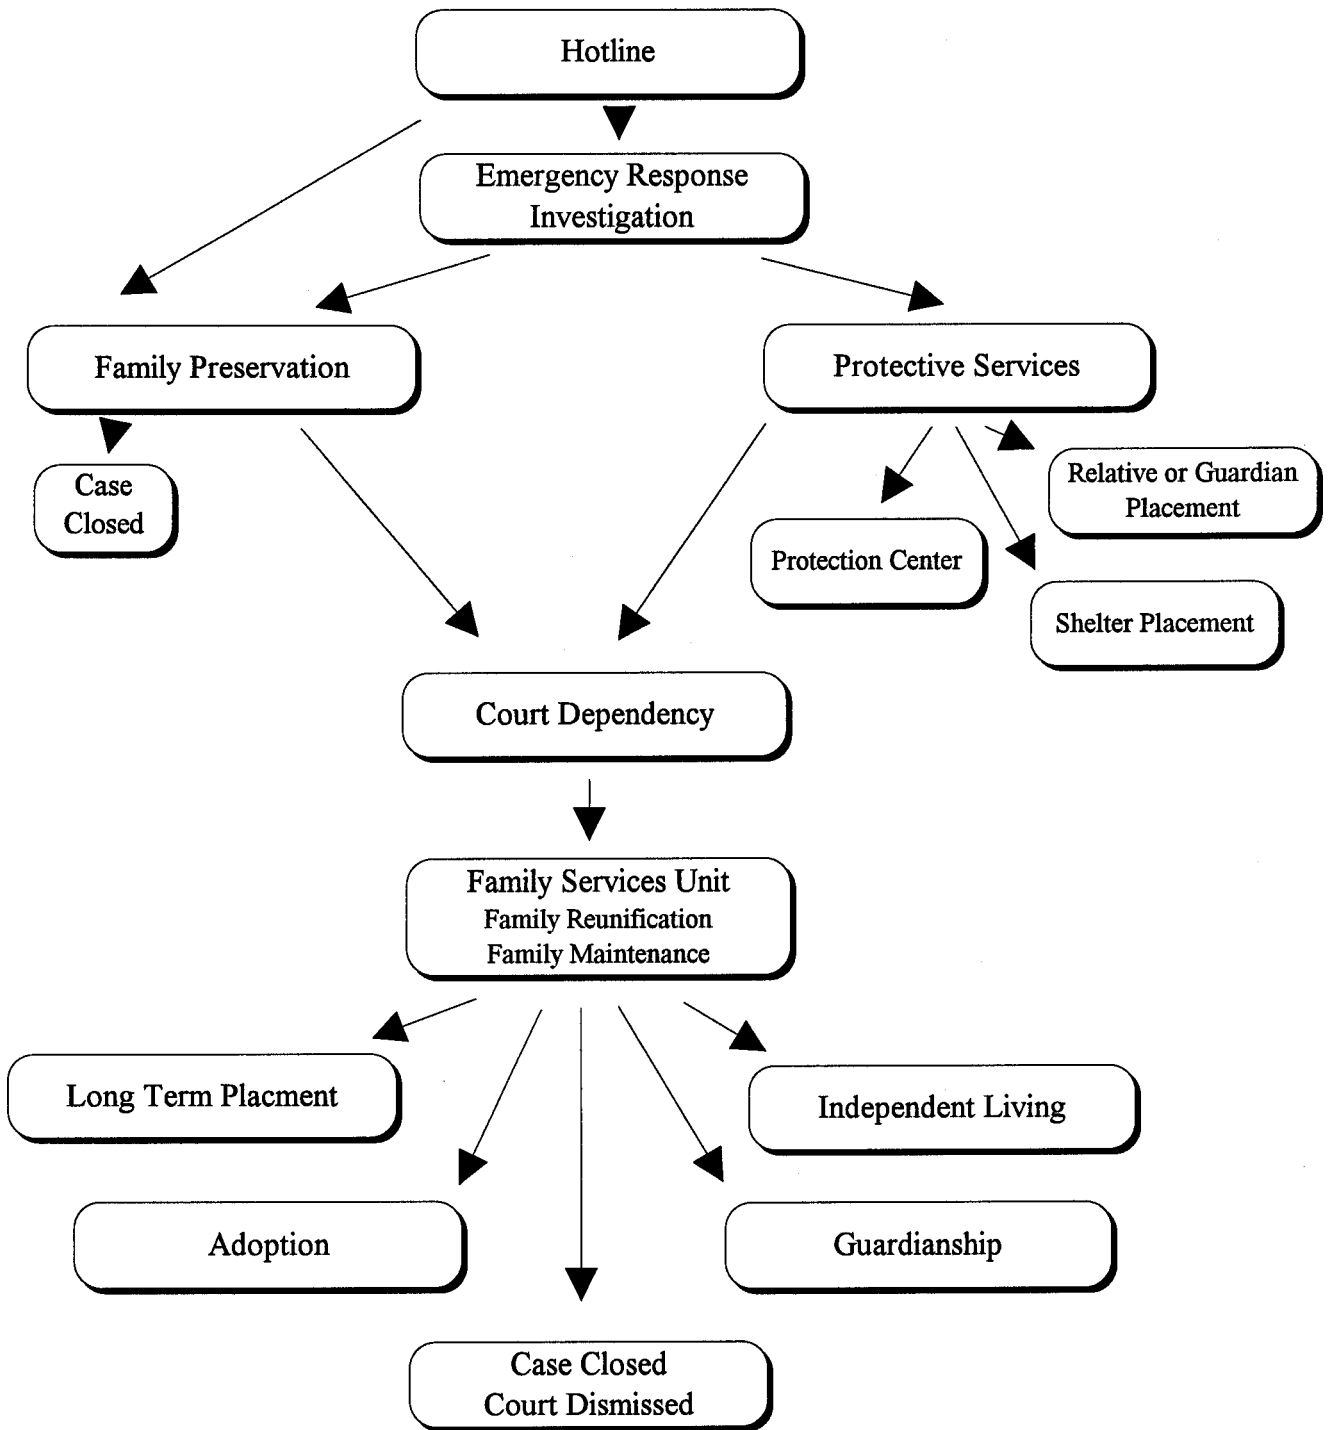 Hotline
Emergency Response
Investigation
Family Preservation
Protective Services
Case
Closed
Relative or Guardian
Placement
Protection Center
Shelter Placement
Court Dependency
Family Services Unit
Family Reunification
Family Maintenance
Long Term Placment
Independent Living
Adoption
Guardianship
Case Closed
Court Dismissed